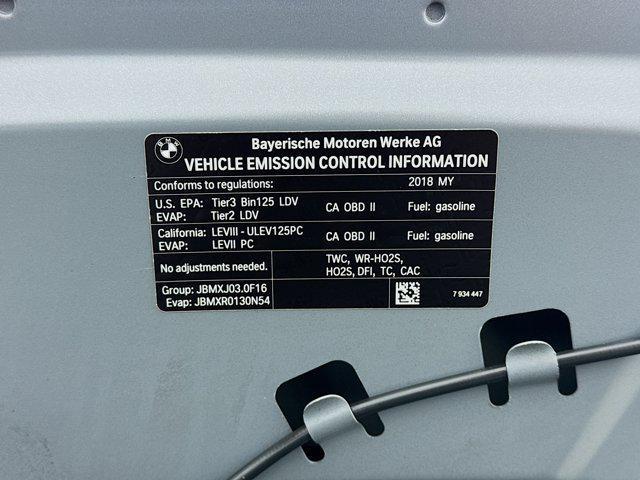 BMW
Bayerische Motoren Werke AG
VEHICLE EMISSION CONTROL INFORMATION
Conforms to regulations: 2018 MY
U.S. EPA: Tier3 Bin125 LDV CA OBD II Fuel: gasoline
EVAP: Tier2 LDV
California: LEVIII - ULEV125PC CA OBD II Fuel: gasoline
EVAP: LEVII PC
No adjustments needed. TWC, WR-HO2S,
HO2S, DFI, TC, CAC
Group: JBMXJ03.0F16
Evap: JBMXR0130N54 7 934 447